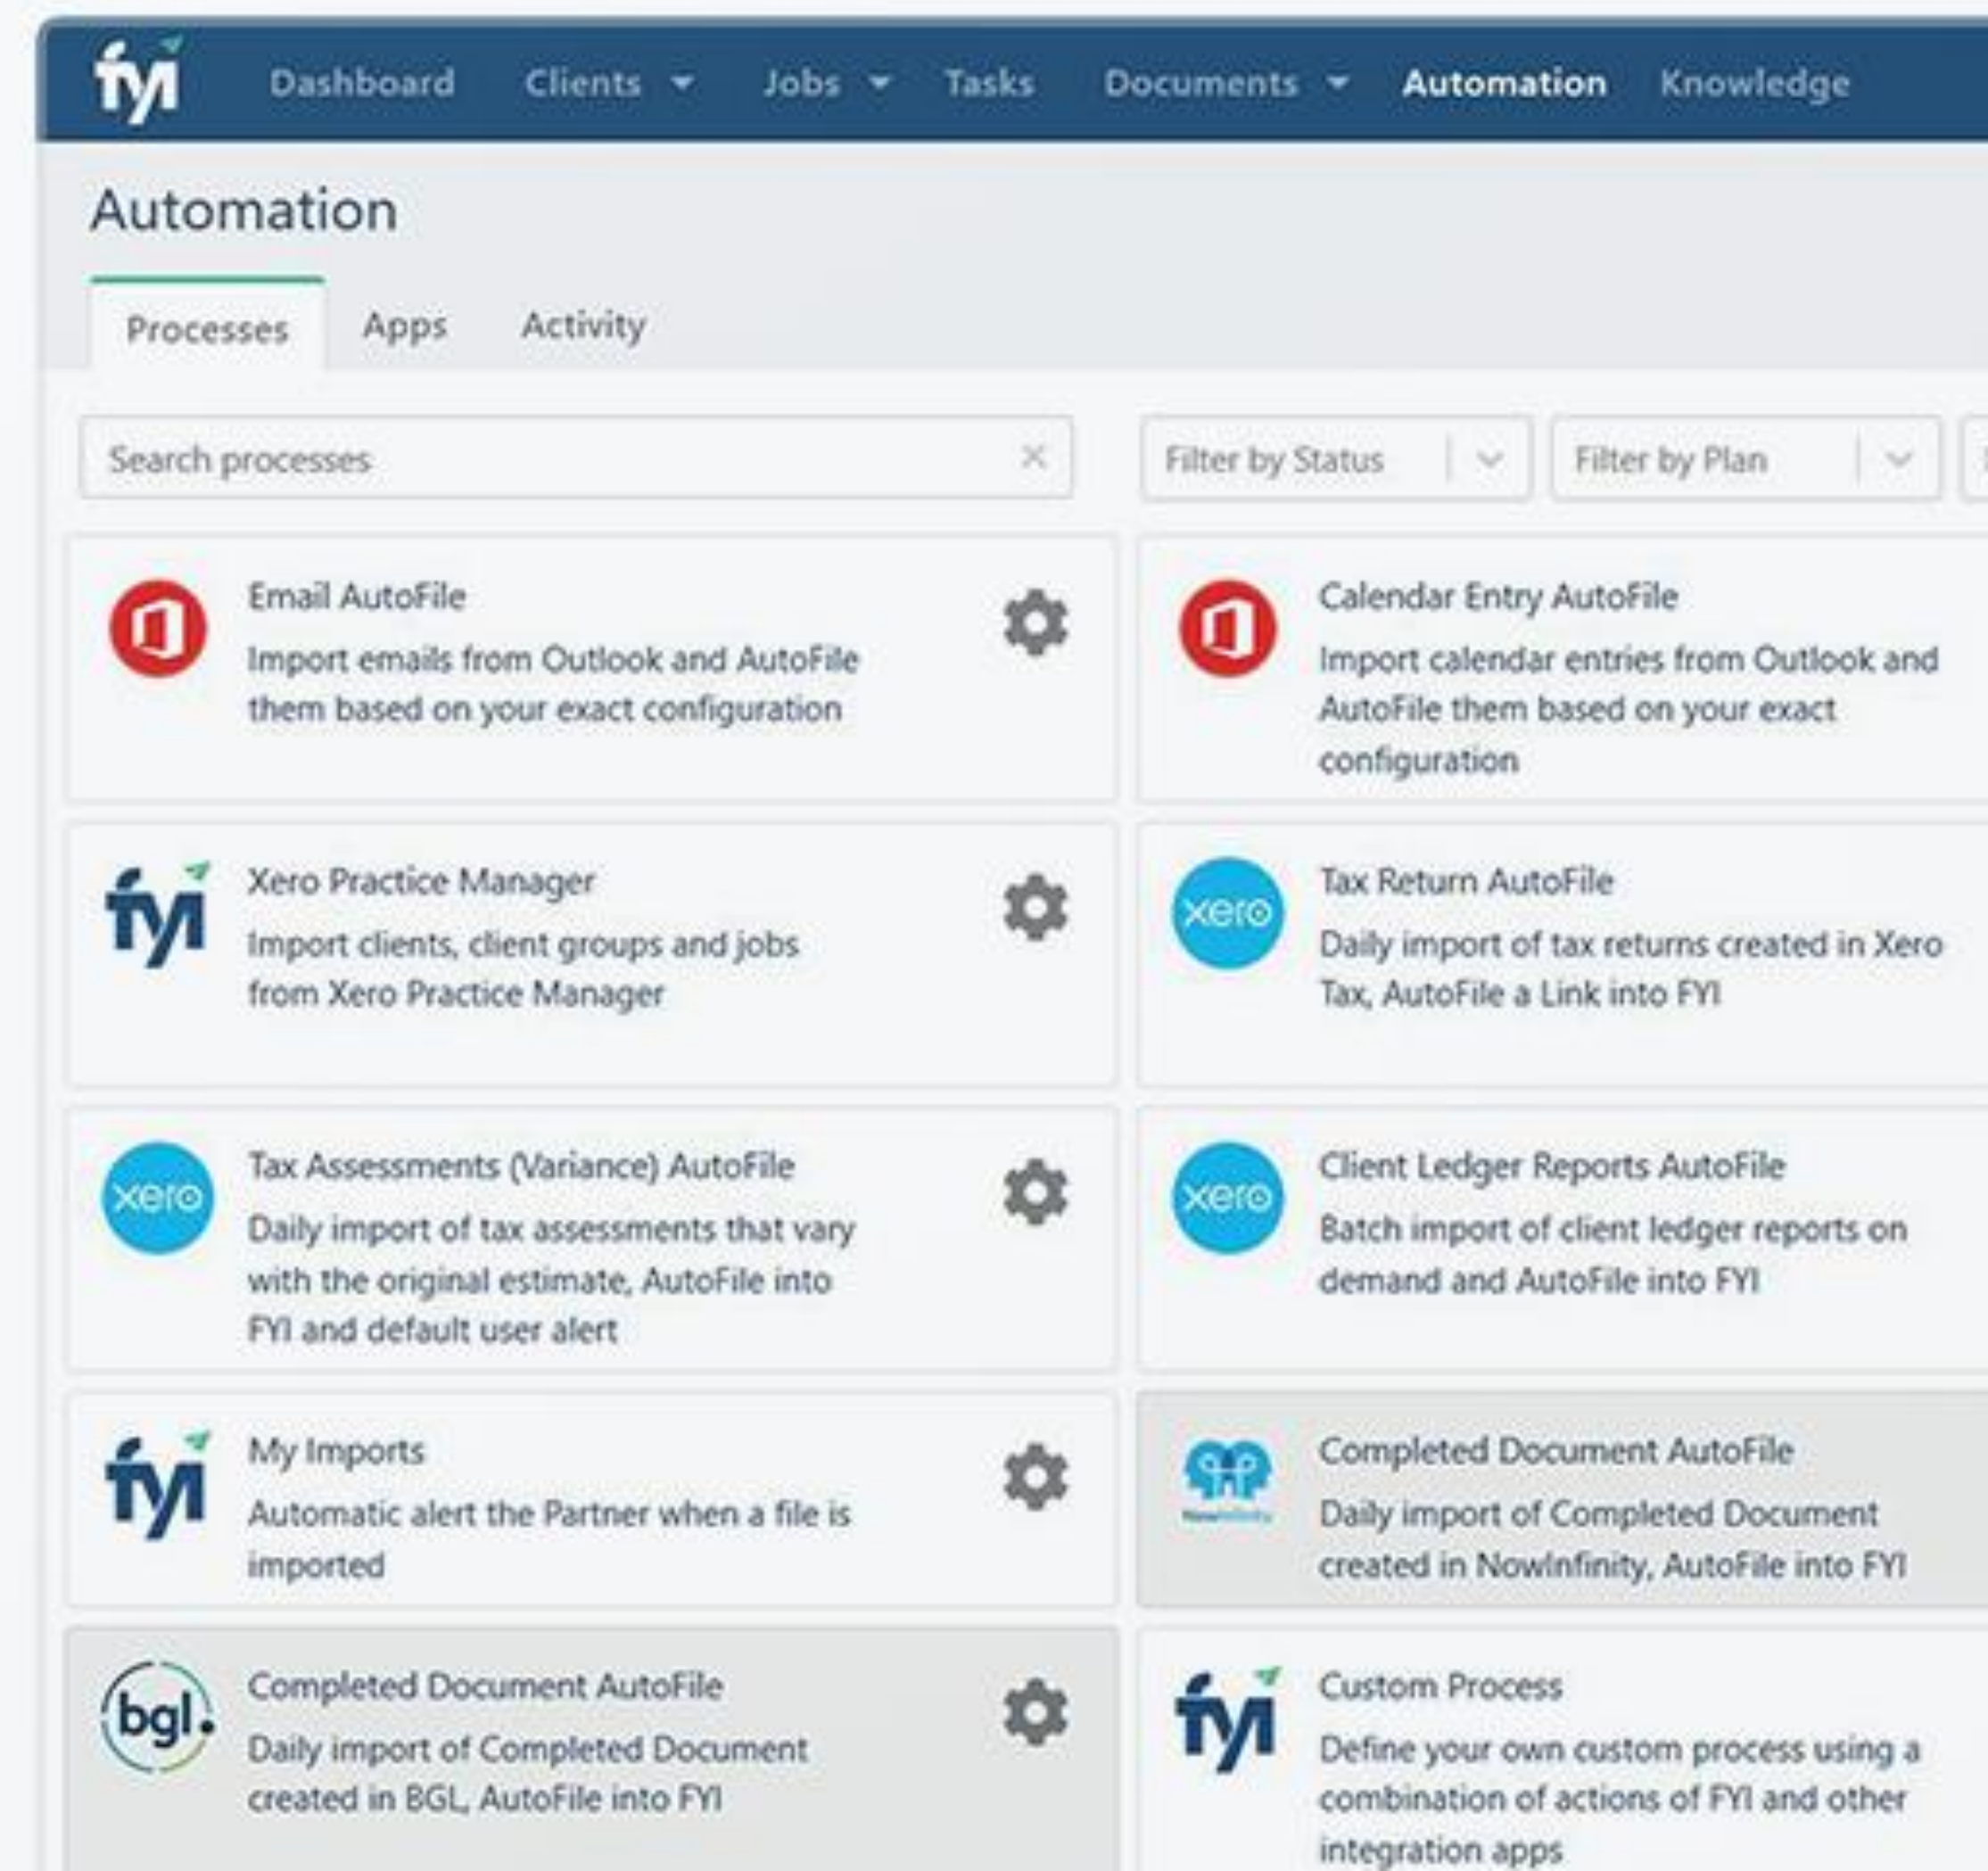 fyi
Dashboard Clients Jobs Tasks Documents Automation Knowledge
Automation
Processes Apps Activity
Search processes
Filter by Status
Filter by Plan
Email AutoFile
Import emails from Outlook and AutoFile
them based on your exact configuration
Calendar Entry AutoFile
Import calendar entries from Outlook and
AutoFile them based on your exact
configuration
fyi
Xero Practice Manager
Import clients, client groups and jobs
from Xero Practice Manager
xero
Tax Return AutoFile
Daily import of tax returns created in Xero
Tax, AutoFile a Link into FYI
xero
Tax Assessments (Variance) AutoFile
Daily import of tax assessments that vary
with the original estimate, AutoFile into
FYI and default user alert
xero
Client Ledger Reports AutoFile
Batch import of client ledger reports on
demand and AutoFile into FYI
fyi
My Imports
Automatic alert the Partner when a file is
imported
NowInfinity
Completed Document AutoFile
Daily import of Completed Document
created in NowInfinity, AutoFile into FYI
bgl.
Completed Document AutoFile
Daily import of Completed Document
created in BGL, AutoFile into FYI
fyi
Custom Process
Define your own custom process using a
combination of actions of FYI and other
integration apps